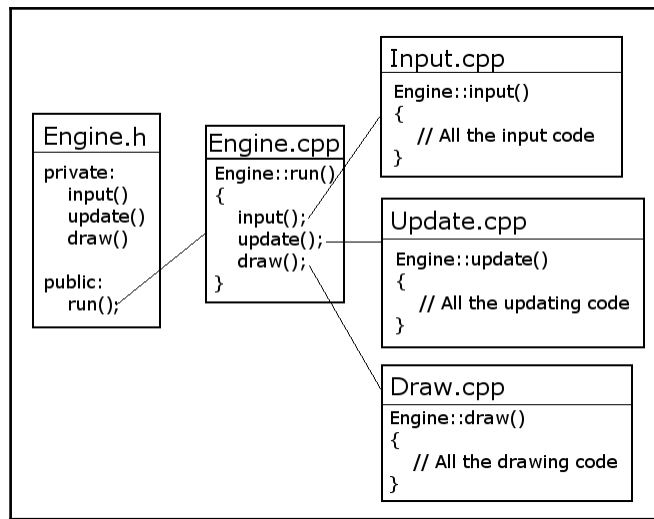 Engine.h
private:
input()
update()
draw()
public:
run();
Engine.cpp
Engine::run()
{
input();
update();
draw();
}
Input.cpp
Engine::input()
{
// All the input code
}
Update.cpp
Engine::update()
{
// All the updating code
}
Draw.cpp
Engine::draw()
{
// All the drawing code
}